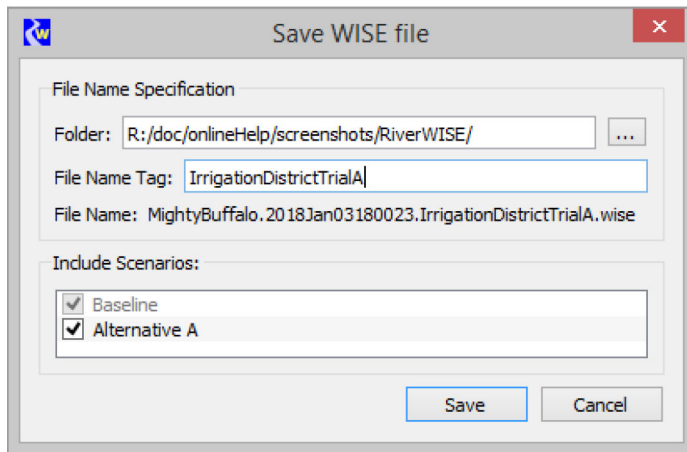 Save WISE file
File Name Specification
Folder: R:/doc/onlineHelp/screenshots/RiverWISE/ ...
File Name Tag: IrrigationDistrictTrialA
File Name: MightyBuffalo.2018Jan03180023.IrrigationDistrictTrialA.wise
Include Scenarios:
Baseline
Alternative A
Save Cancel